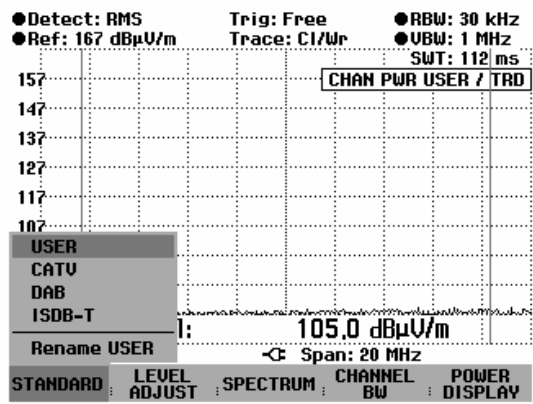 Detect: RMS Trig: Free RBW: 30 kHz
Ref: 167 dBµV/m Trace: Cl/Wr VBW: 1 MHz
SWT: 112 ms
CHAN PWR USER / TRD
157
147
137
127
117
107
USER
CATV
DAB
ISDB-T
Rename USER
l: 105,0 dBµV/m
Span: 20 MHz
STANDARD LEVEL ADJUST SPECTRUM CHANNEL BW POWER DISPLAY